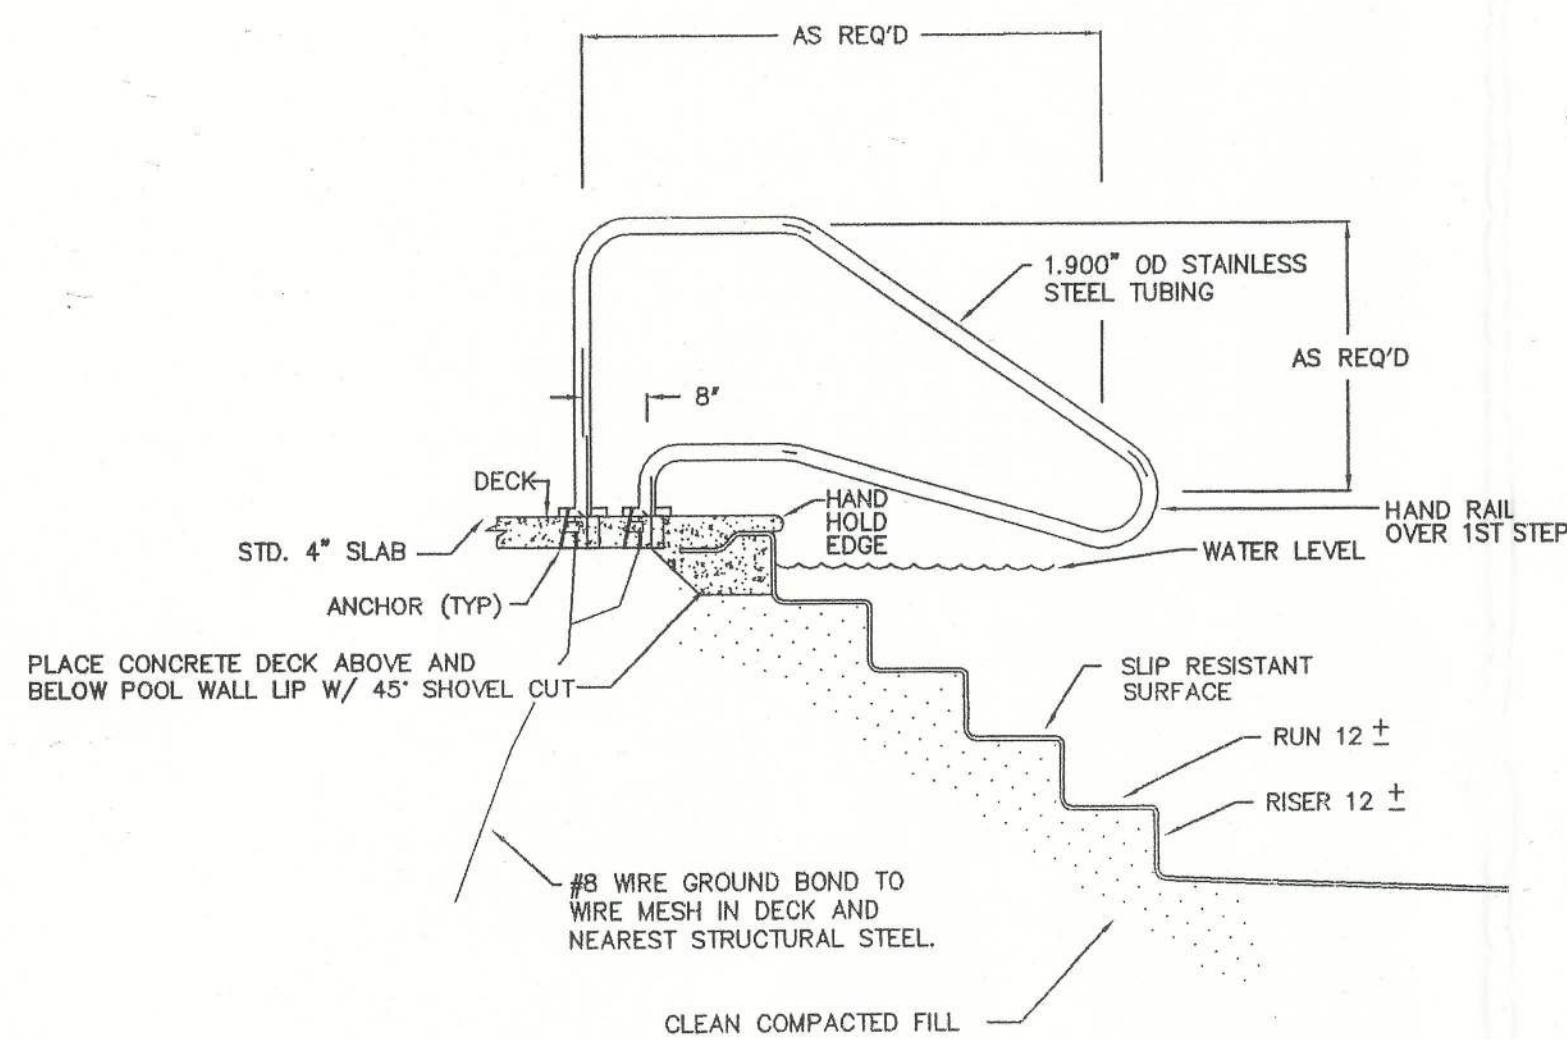 AS REQ'D
1.900" OD STAINLESS
STEEL TUBING
AS REQ'D
8"
DECK
HAND
HOLD
EDGE
HAND RAIL
OVER 1ST STEP
STD. 4" SLAB
WATER LEVEL
ANCHOR (TYP)
PLACE CONCRETE DECK ABOVE AND
BELOW POOL WALL LIP W/ 45° SHOVEL CUT
SLIP RESISTANT
SURFACE
RUN 12 ±
RISER 12 ±
#8 WIRE GROUND BOND TO
WIRE MESH IN DECK AND
NEAREST STRUCTURAL STEEL.
CLEAN COMPACTED FILL